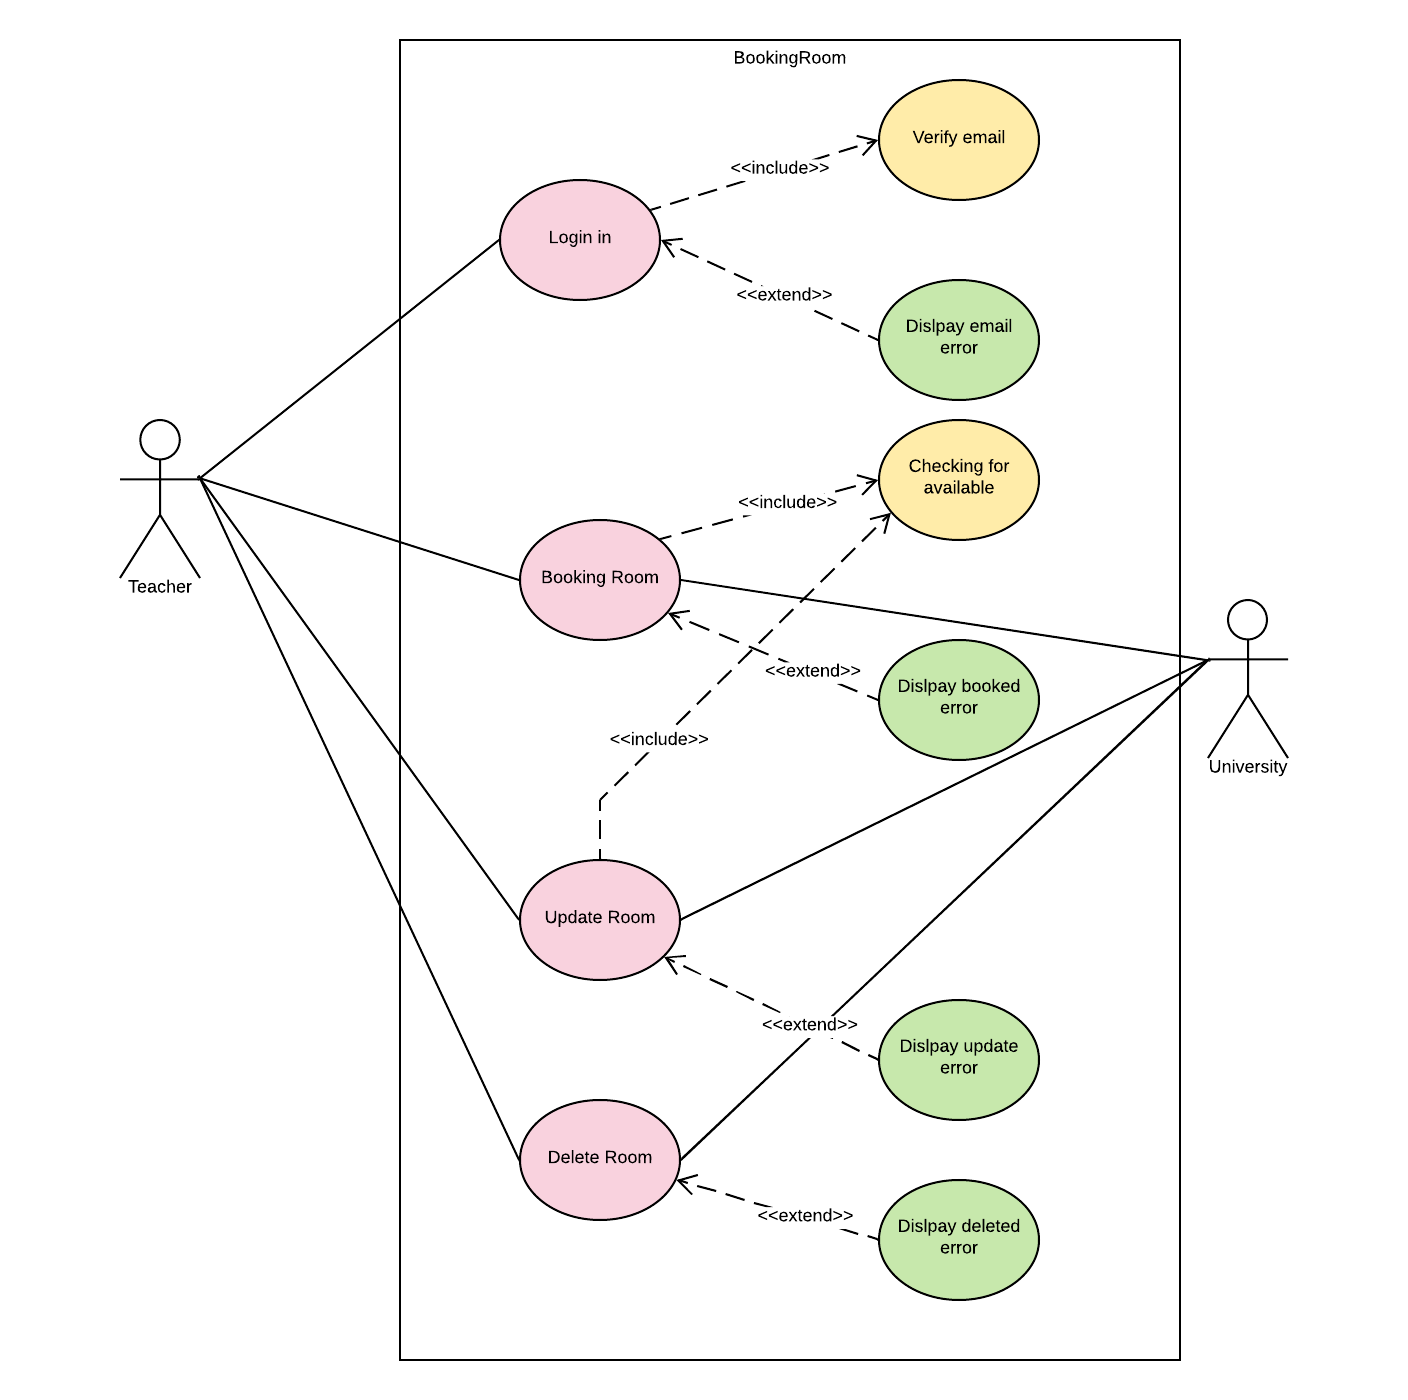 BookingRoom
Verify email
<<include>>
Login in
<<extend>>
Dislpay email
error
Checking for
available
<<include>>
Booking Room
Teacher
<<extend>>
Dislpay booked
error
<<include>>
University
Update Room
<<extend>>
Dislpay update
error
Delete Room
<<extend>>
Dislpay deleted
error